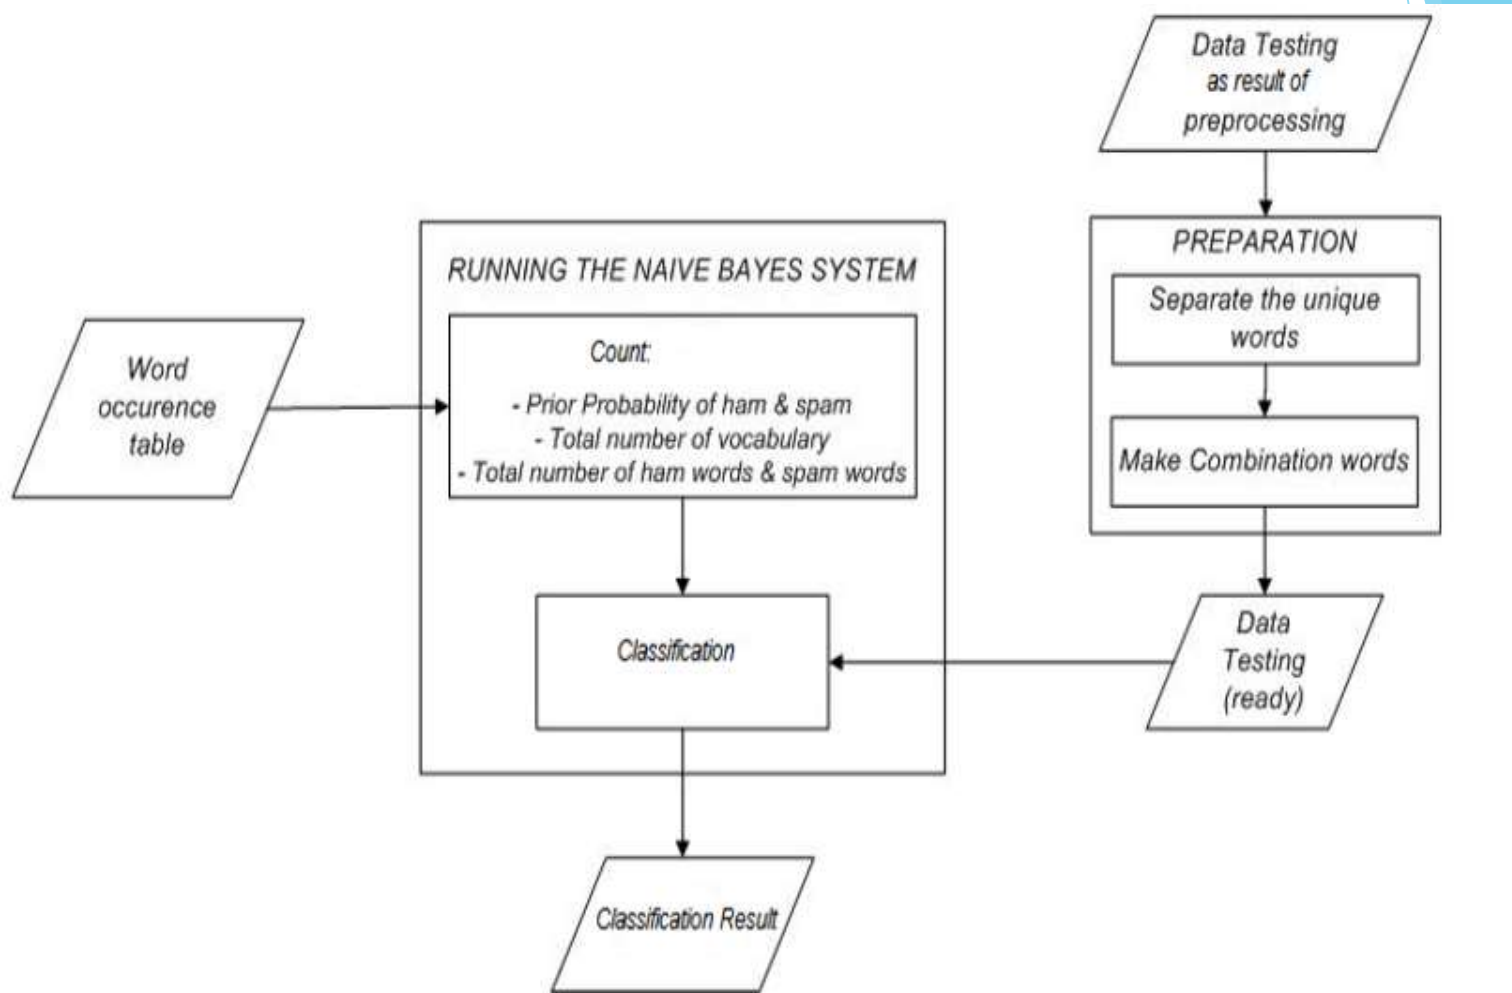 Data Testing
as result of
preprocessing
PREPARATION
Separate the unique
words
Make Combination words
Data
Testing
(ready)
RUNNING THE NAIVE BAYES SYSTEM
Count:
- Prior Probability of ham & spam
- Total number of vocabulary
- Total number of ham words & spam words
Classification
Word
occurence
table
Classification Result